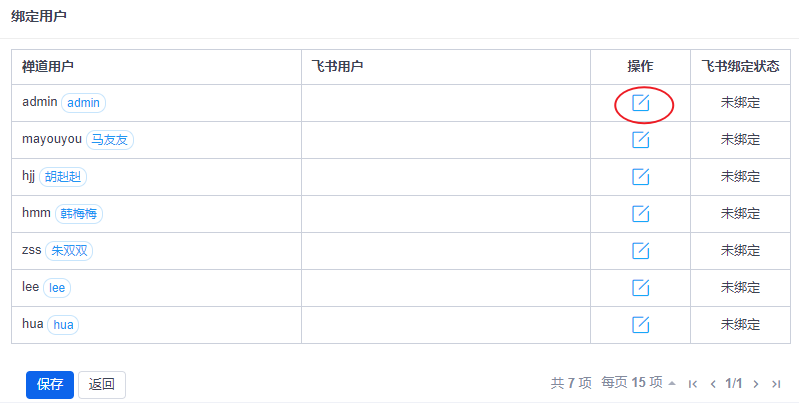 绑定用户
禅道用户 飞书用户 操作 飞书绑定状态
admin admin 未绑定
mayouyou 马友友 未绑定
hjj 胡赳赳 未绑定
hmm 韩梅梅 未绑定
zss 朱双双 未绑定
lee lee 未绑定
hua hua 未绑定
保存 返回 共 7 项 每页 15 项 1/1